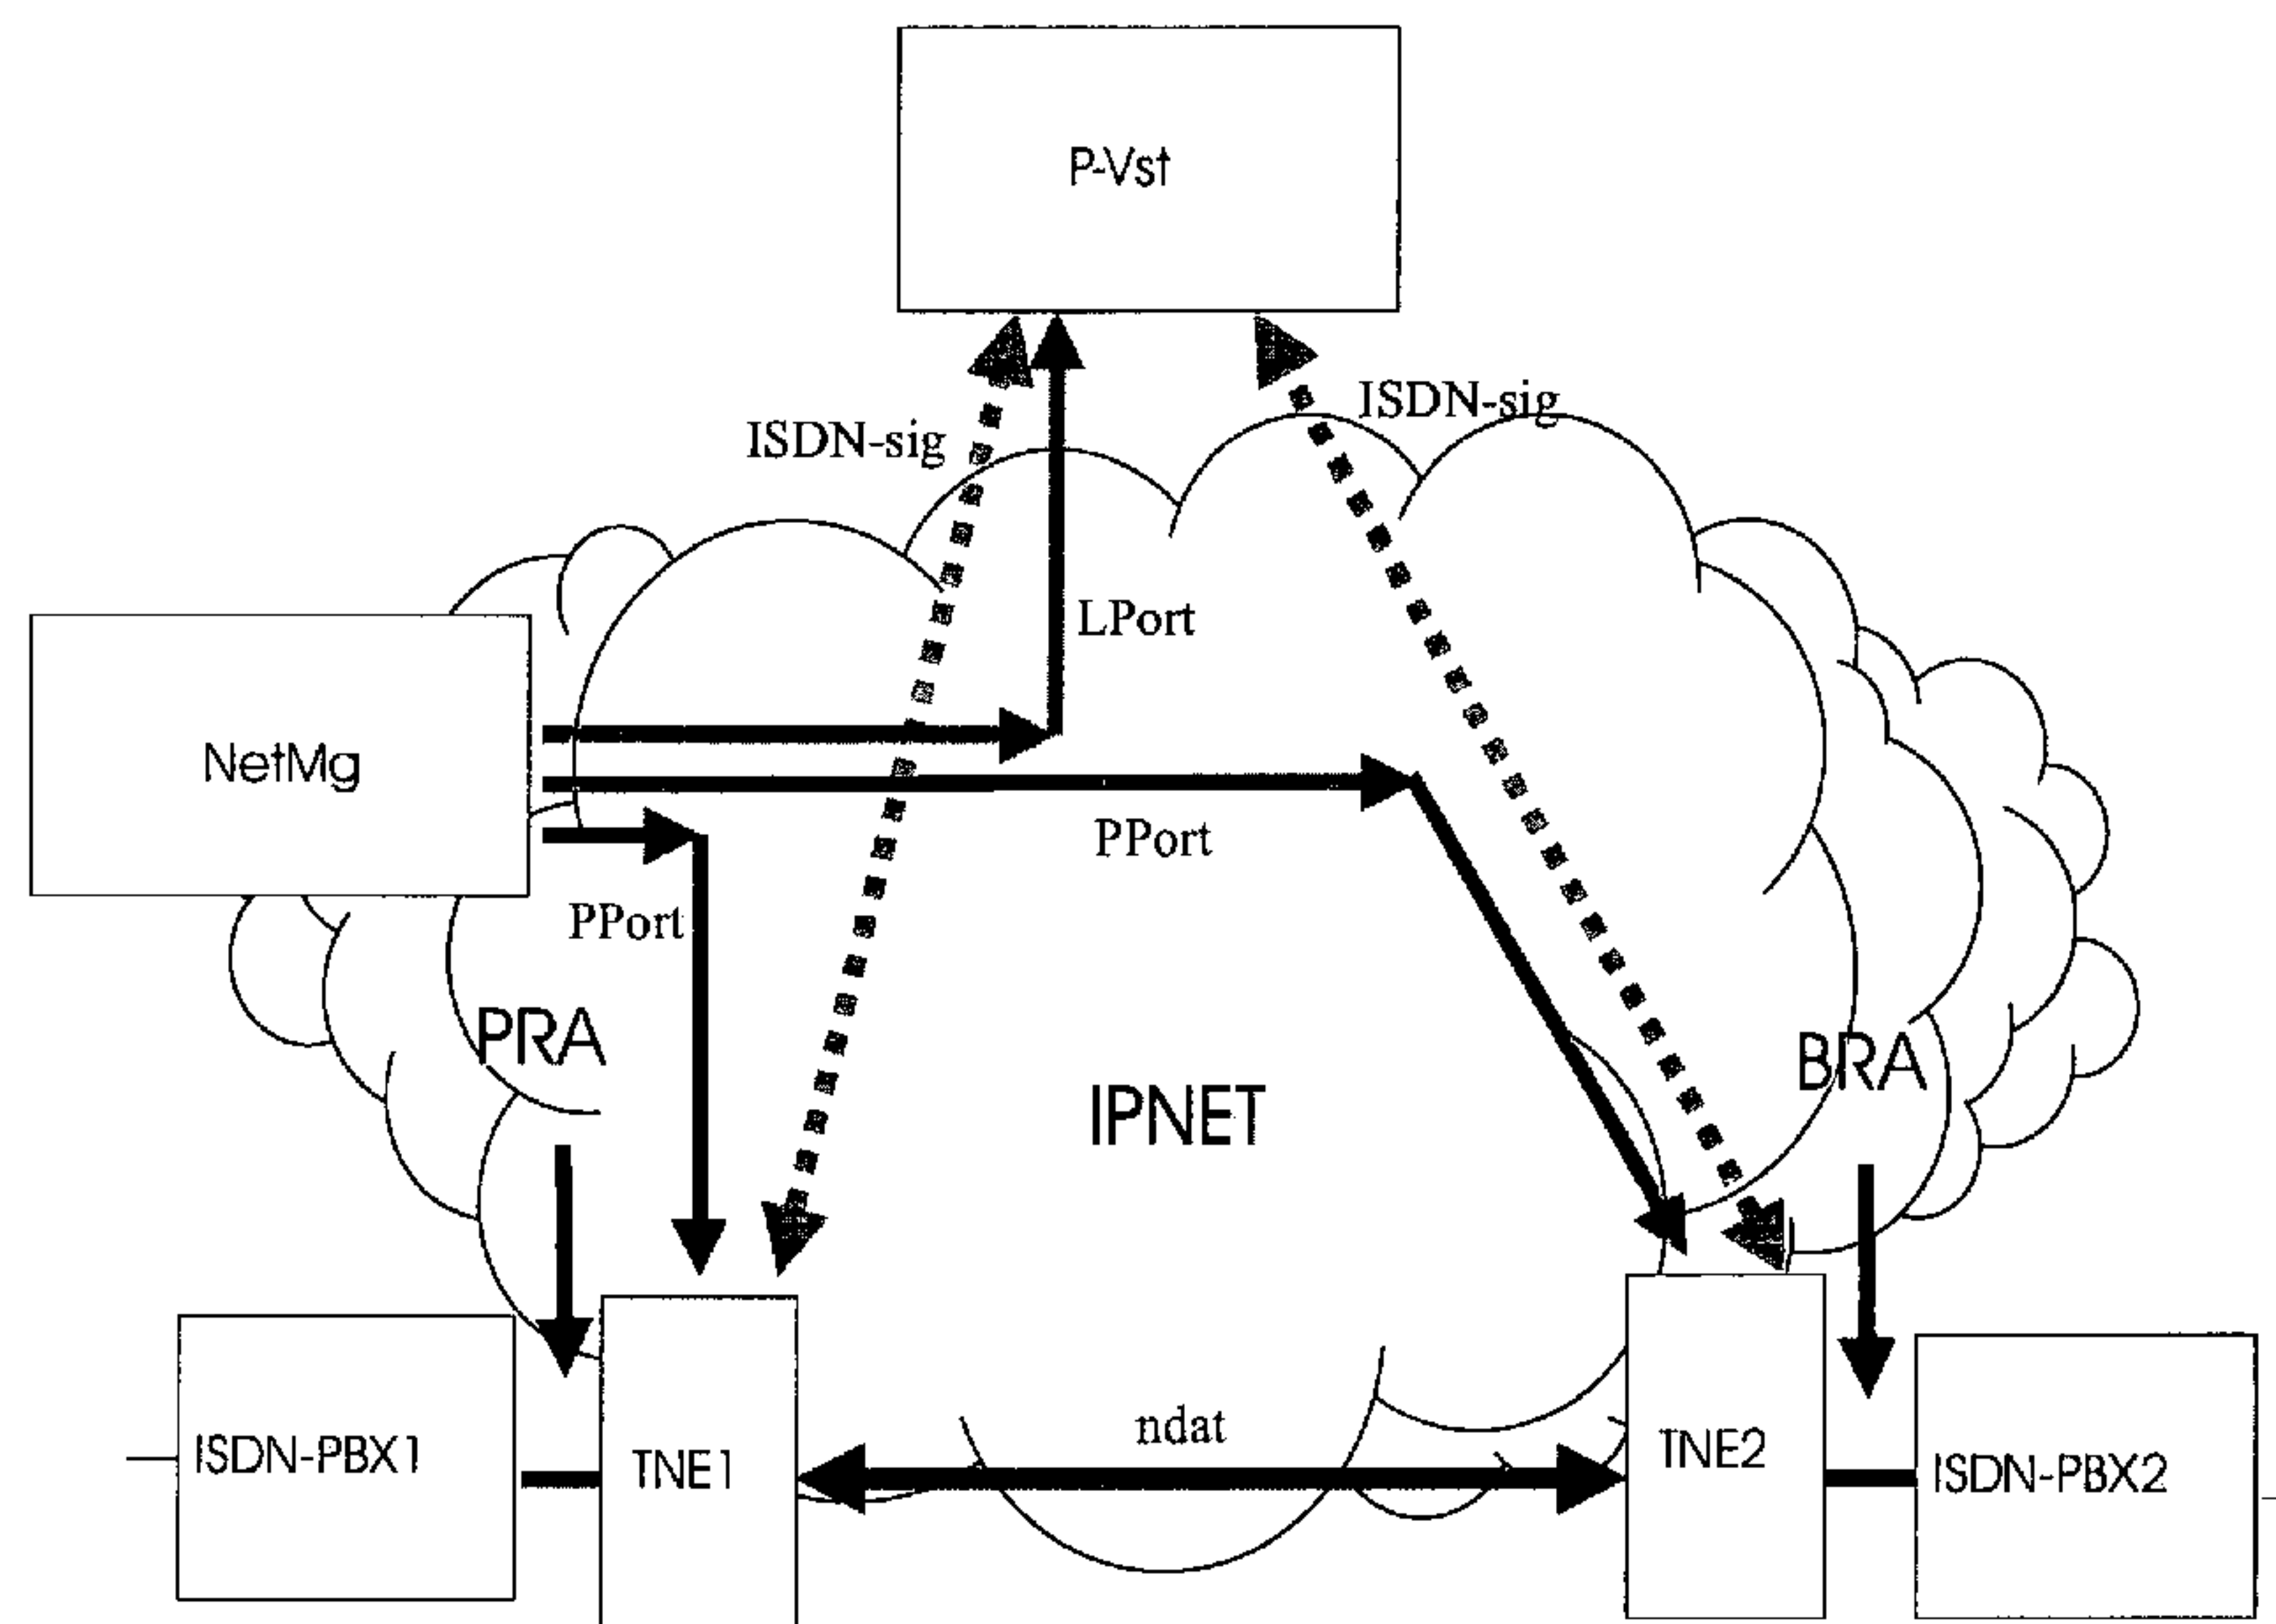 P-Vst
ISDN-sig
ISDN-sig
LPort
NetMg
PPort
PPort
PRA
BRA
IPNET
ndat
ISDN-PBX1
TNE1
TNE2
ISDN-PBX2